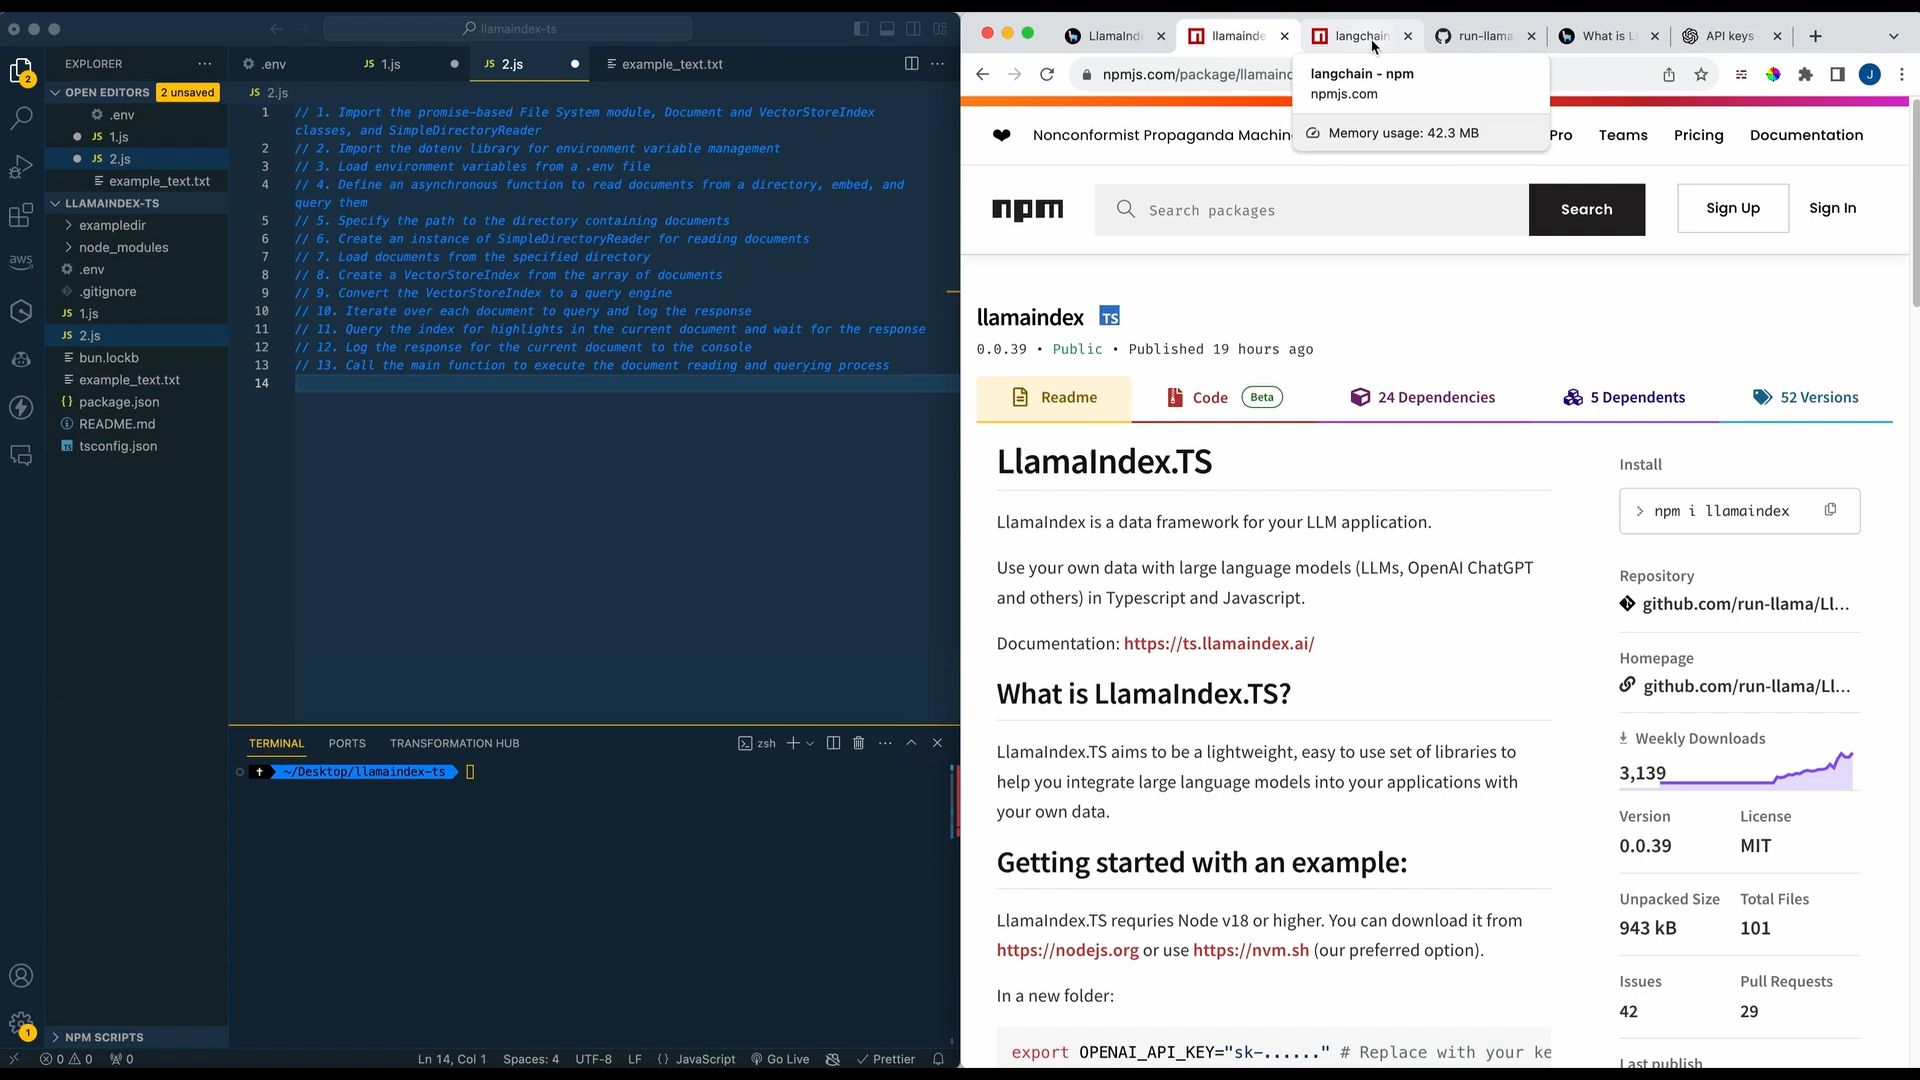 llamaindex-ts
EXPLORER
OPEN EDITORS
2 unsaved
.env
JS 1.js
JS 2.js
example_text.txt
LLAMAINDEX-TS
exampledir
node_modules
.env
.gitignore
JS 1.js
JS 2.js
bun.lockb
example_text.txt
{} package.json
README.md
TS tsconfig.json
NPM SCRIPTS
2
aws
1
.env
JS 1.js
JS 2.js
example_text.txt
JS 2.js
1 // 1. Import the promise-based File System module, Document and VectorStoreIndex
classes, and SimpleDirectoryReader
2 // 2. Import the dotenv library for environment variable management
3 // 3. Load environment variables from a .env file
4 // 4. Define an asynchronous function to read documents from a directory, embed, and
query them
5 // 5. Specify the path to the directory containing documents
6 // 6. Create an instance of SimpleDirectoryReader for reading documents
7 // 7. Load documents from the specified directory
8 // 8. Create a VectorStoreIndex from the array of documents
9 // 9. Convert the VectorStoreIndex to a query engine
10 // 10. Iterate over each document to query and log the response
11 // 11. Query the index for highlights in the current document and wait for the response
12 // 12. Log the response for the current document to the console
13 // 13. Call the main function to execute the document reading and querying process
14
TERMINAL PORTS TRANSFORMATION HUB
zsh
~/Desktop/llamaindex-ts
0 0 0
Ln 14, Col 1 Spaces: 4 UTF-8 LF {} JavaScript Go Live Prettier
LlamaInde
llamainde
langchain
run-llama
What is L
API keys
npmjs.com/package/llamaind
J
langchain - npm
npmjs.com
Memory usage: 42.3 MB
Nonconformist Propaganda Machin
Pro Teams Pricing Documentation
npm
Search packages
Search
Sign Up
Sign In
llamaindex TS
0.0.39 • Public • Published 19 hours ago
Readme
Code Beta
24 Dependencies
5 Dependents
52 Versions
LlamaIndex.TS
LlamaIndex is a data framework for your LLM application.
Use your own data with large language models (LLMs, OpenAI ChatGPT
and others) in Typescript and Javascript.
Documentation: https://ts.llamaindex.ai/
What is LlamaIndex.TS?
LlamaIndex.TS aims to be a lightweight, easy to use set of libraries to
help you integrate large language models into your applications with
your own data.
Getting started with an example:
LlamaIndex.TS requries Node v18 or higher. You can download it from
https://nodejs.org or use https://nvm.sh (our preferred option).
In a new folder:
export OPENAI_API_KEY="sk-......" # Replace with your ke
Install
> npm i llamaindex
Repository
github.com/run-llama/Ll...
Homepage
github.com/run-llama/Ll...
Weekly Downloads
3,139
Version License
0.0.39 MIT
Unpacked Size Total Files
943 kB 101
Issues Pull Requests
42 29
Last publish